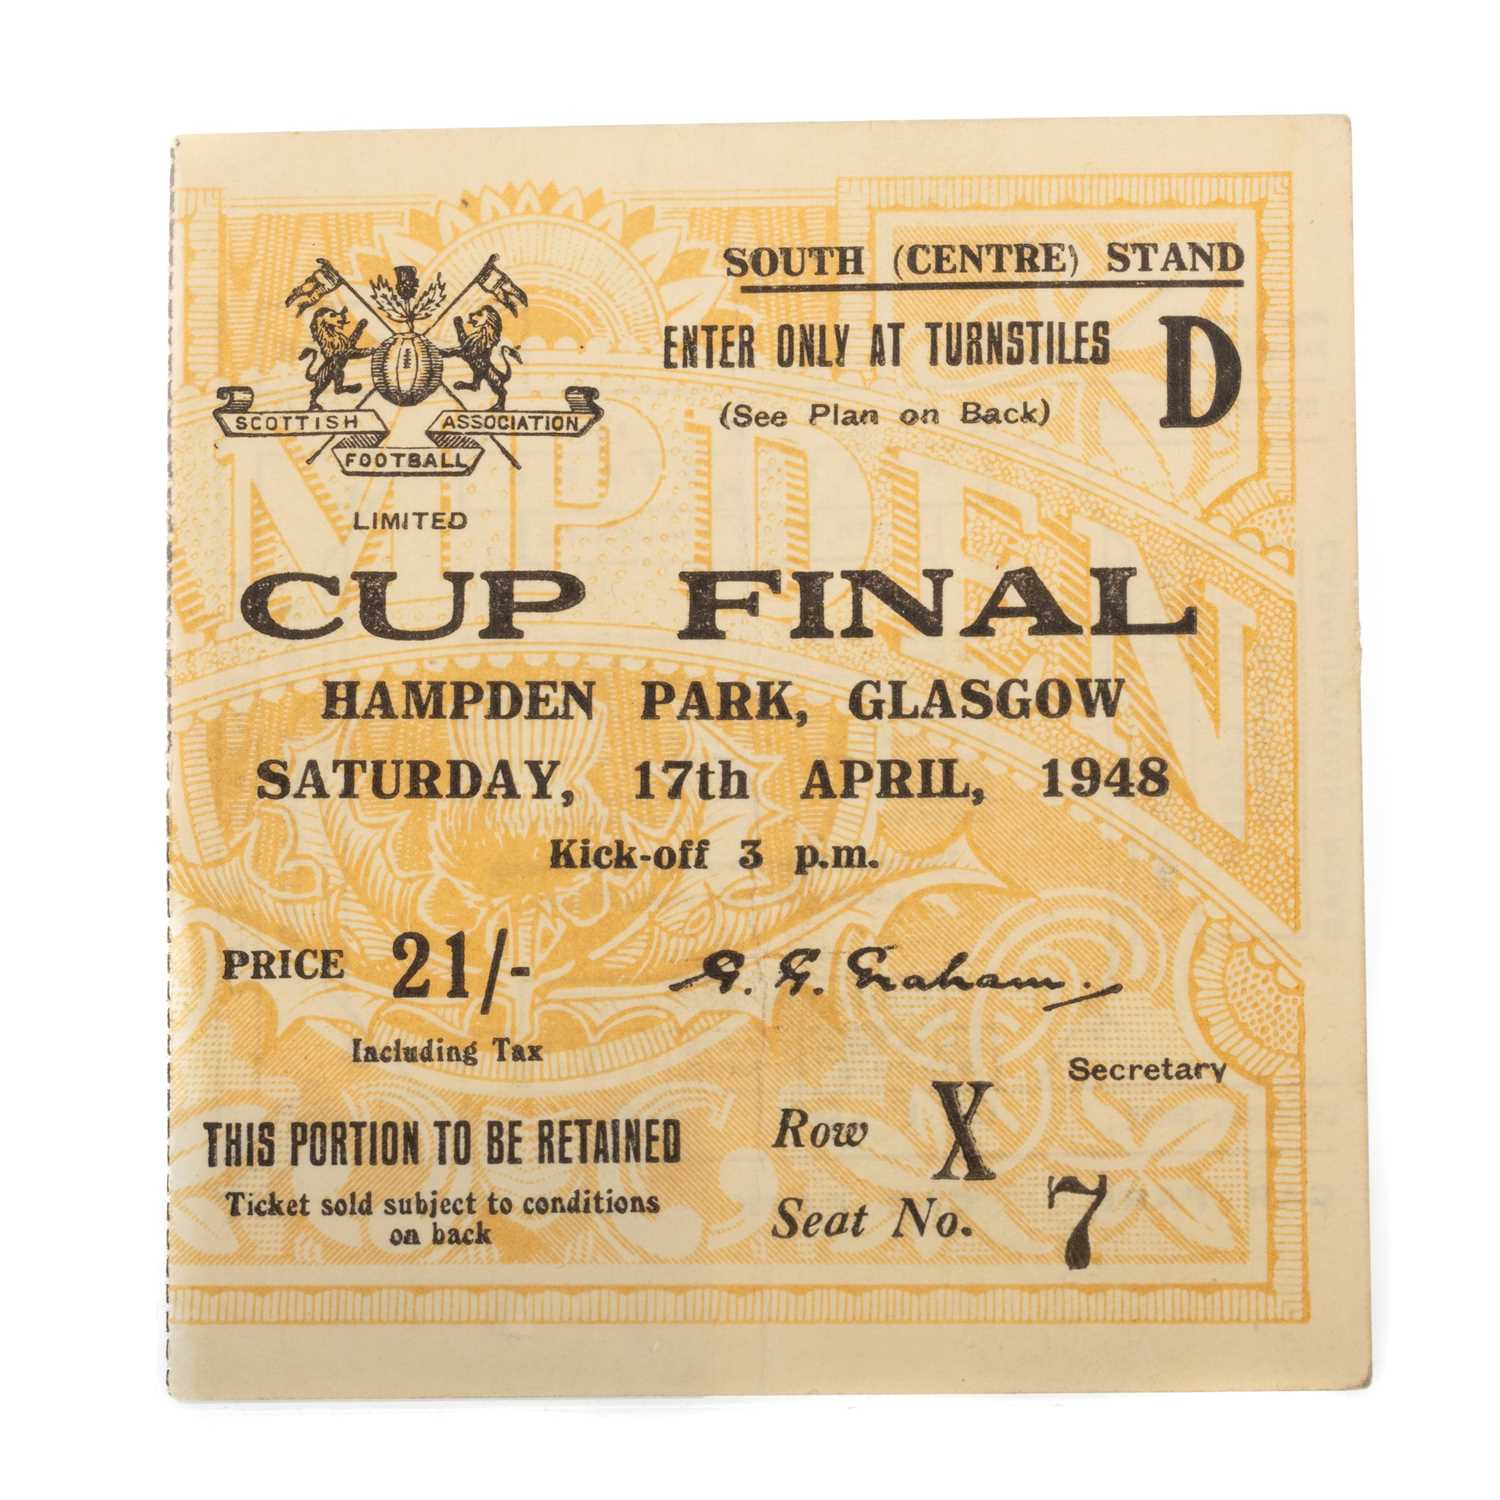 SOUTH (CENTRE) STAND
ENTER ONLY AT TURNSTILES D
(See Plan on Back)
SCOTTISH FOOTBALL ASSOCIATION
LIMITED
HAMPDEN
CUP FINAL
HAMPDEN PARK, GLASGOW
SATURDAY, 17th APRIL, 1948
Kick-off 3 p.m.
PRICE 21/-
Including Tax
G. G. Graham.
Secretary
THIS PORTION TO BE RETAINED
Ticket sold subject to conditions
on back
Row X
Seat No. 7